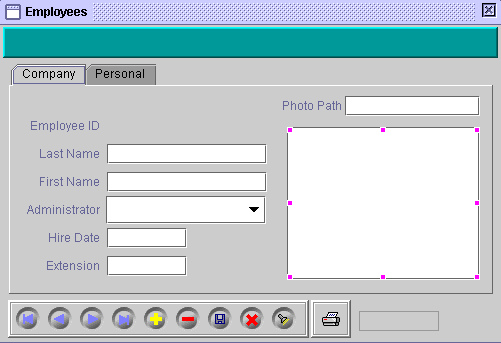 Employees
Company Personal
Photo Path
Employee ID
Last Name
First Name
Administrator
Hire Date
Extension